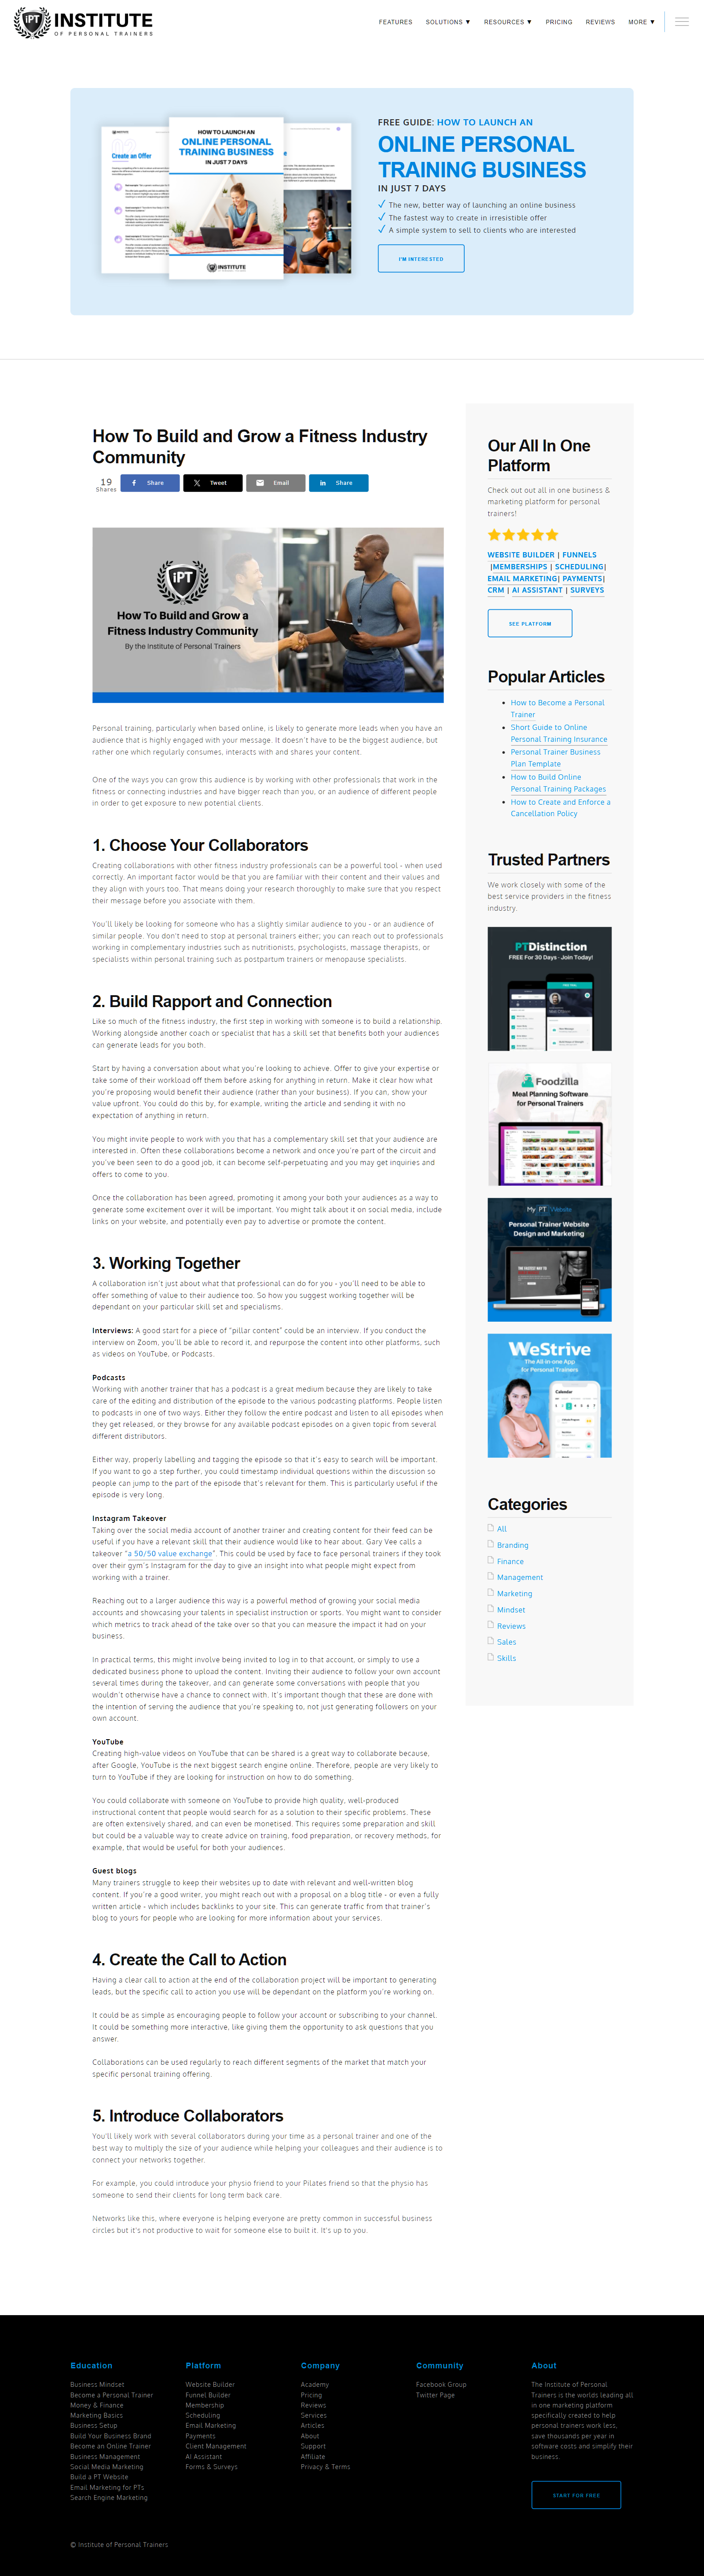 iPT INSTITUTE
OF PERSONAL TRAINERS
FEATURES SOLUTIONS ▼ RESOURCES ▼ PRICING REVIEWS MORE ▼
Create an Offer
HOW TO LAUNCH AN
ONLINE PERSONAL
TRAINING BUSINESS
IN JUST 7 DAYS
INSTITUTE
FREE GUIDE: HOW TO LAUNCH AN
ONLINE PERSONAL
TRAINING BUSINESS
IN JUST 7 DAYS
The new, better way of launching an online business
The fastest way to create in irresistible offer
A simple system to sell to clients who are interested
I'M INTERESTED
How To Build and Grow a Fitness Industry
Community
19
Shares
Share
Tweet
Email
Share
iPT
How To Build and Grow a
Fitness Industry Community
By the Institute of Personal Trainers
Personal training, particularly when based online, is likely to generate more leads when you have an
audience that is highly engaged with your message. It doesn't have to be the biggest audience, but
rather one which regularly consumes, interacts with and shares your content.
One of the ways you can grow this audience is by working with other professionals that work in the
fitness or connecting industries and have bigger reach than you, or an audience of different people
in order to get exposure to new potential clients.
1. Choose Your Collaborators
Creating collaborations with other fitness industry professionals can be a powerful tool - when used
correctly. An important factor would be that you are familiar with their content and their values and
they align with yours too. That means doing your research thoroughly to make sure that you respect
their message before you associate with them.
You'll likely be looking for someone who has a slightly similar audience to you - or an audience of
similar people. You don't need to stop at personal trainers either; you can reach out to professionals
working in complementary industries such as nutritionists, psychologists, massage therapists, or
specialists within personal training such as postpartum trainers or menopause specialists.
2. Build Rapport and Connection
Like so much of the fitness industry, the first step in working with someone is to build a relationship.
Working alongside another coach or specialist that has a skill set that benefits both your audiences
can generate leads for you both.
Start by having a conversation about what you're looking to achieve. Offer to give your expertise or
take some of their workload off them before asking for anything in return. Make it clear how what
you're proposing would benefit their audience (rather than your business). If you can, show your
value upfront. You could do this by, for example, writing the article and sending it with no
expectation of anything in return.
You might invite people to work with you that has a complementary skill set that your audience are
interested in. Often these collaborations become a network and once you're part of the circuit and
you've been seen to do a good job, it can become self-perpetuating and you may get inquiries and
offers to come to you.
Once the collaboration has been agreed, promoting it among your both your audiences as a way to
generate some excitement over it will be important. You might talk about it on social media, include
links on your website, and potentially even pay to advertise or promote the content.
3. Working Together
A collaboration isn't just about what that professional can do for you - you'll need to be able to
offer something of value to their audience too. So how you suggest working together will be
dependant on your particular skill set and specialisms.
Interviews: A good start for a piece of "pillar content" could be an interview. If you conduct the
interview on Zoom, you'll be able to record it, and repurpose the content into other platforms, such
as videos on YouTube, or Podcasts.
Podcasts
Working with another trainer that has a podcast is a great medium because they are likely to take
care of the editing and distribution of the episode to the various podcasting platforms. People listen
to podcasts in one of two ways. Either they follow the entire podcast and listen to all episodes when
they get released, or they browse for any available podcast episodes on a given topic from several
different distributors.
Either way, properly labelling and tagging the episode so that it's easy to search will be important.
If you want to go a step further, you could timestamp individual questions within the discussion so
people can jump to the part of the episode that's relevant for them. This is particularly useful if the
episode is very long.
Instagram Takeover
Taking over the social media account of another trainer and creating content for their feed can be
useful if you have a relevant skill that their audience would like to hear about. Gary Vee calls a
takeover "a 50/50 value exchange". This could be used by face to face personal trainers if they took
over their gym's Instagram for the day to give an insight into what people might expect from
working with a trainer.
Reaching out to a larger audience this way is a powerful method of growing your social media
accounts and showcasing your talents in specialist instruction or sports. You might want to consider
which metrics to track ahead of the take over so that you can measure the impact it had on your
business.
In practical terms, this might involve being invited to log in to that account, or simply to use a
dedicated business phone to upload the content. Inviting their audience to follow your own account
several times during the takeover, and can generate some conversations with people that you
wouldn't otherwise have a chance to connect with. It's important though that these are done with
the intention of serving the audience that you're speaking to, not just generating followers on your
own account.
YouTube
Creating high-value videos on YouTube that can be shared is a great way to collaborate because,
after Google, YouTube is the next biggest search engine online. Therefore, people are very likely to
turn to YouTube if they are looking for instruction on how to do something.
You could collaborate with someone on YouTube to provide high quality, well-produced
instructional content that people would search for as a solution to their specific problems. These
are often extensively shared, and can even be monetised. This requires some preparation and skill
but could be a valuable way to create advice on training, food preparation, or recovery methods, for
example, that would be useful for both your audiences.
Guest blogs
Many trainers struggle to keep their websites up to date with relevant and well-written blog
content. If you're a good writer, you might reach out with a proposal on a blog title - or even a fully
written article - which includes backlinks to your site. This can generate traffic from that trainer's
blog to yours for people who are looking for more information about your services.
4. Create the Call to Action
Having a clear call to action at the end of the collaboration project will be important to generating
leads, but the specific call to action you use will be dependant on the platform you're working on.
It could be as simple as encouraging people to follow your account or subscribing to your channel.
It could be something more interactive, like giving them the opportunity to ask questions that you
answer.
Collaborations can be used regularly to reach different segments of the market that match your
specific personal training offering.
5. Introduce Collaborators
You'll likely work with several collaborators during your time as a personal trainer and one of the
best way to multiply the size of your audience while helping your colleagues and their audience is to
connect your networks together.
For example, you could introduce your physio friend to your Pilates friend so that the physio has
someone to send their clients for long term back care.
Networks like this, where everyone is helping everyone are pretty common in successful business
circles but it's not productive to wait for someone else to built it. It's up to you.
Our All In One
Platform
Check out out all in one business &
marketing platform for personal
trainers!
WEBSITE BUILDER | FUNNELS
|MEMBERSHIPS | SCHEDULING|
EMAIL MARKETING| PAYMENTS|
CRM | AI ASSISTANT | SURVEYS
SEE PLATFORM
Popular Articles
How to Become a Personal
Trainer
Short Guide to Online
Personal Training Insurance
Personal Trainer Business
Plan Template
How to Build Online
Personal Training Packages
How to Create and Enforce a
Cancellation Policy
Trusted Partners
We work closely with some of the
best service providers in the fitness
industry.
PTDistinction
FREE For 30 Days - Join Today!
Foodzilla
Meal Planning Software
for Personal Trainers
My PT Website
Personal Trainer Website
Design and Marketing
WeStrive
The All-in-one App
for Personal Trainers
Calendar
Categories
All
Branding
Finance
Management
Marketing
Mindset
Reviews
Sales
Skills
Education
Business Mindset
Become a Personal Trainer
Money & Finance
Marketing Basics
Business Setup
Build Your Business Brand
Become an Online Trainer
Business Management
Social Media Marketing
Build a PT Website
Email Marketing for PTs
Search Engine Marketing
Platform
Website Builder
Funnel Builder
Membership
Scheduling
Email Marketing
Payments
Client Management
AI Assistant
Forms & Surveys
Company
Academy
Pricing
Reviews
Services
Articles
About
Support
Affiliate
Privacy & Terms
Community
Facebook Group
Twitter Page
About
The Institute of Personal
Trainers is the worlds leading all
in one marketing platform
specifically created to help
personal trainers work less,
save thousands per year in
software costs and simplify their
business.
START FOR FREE
© Institute of Personal Trainers